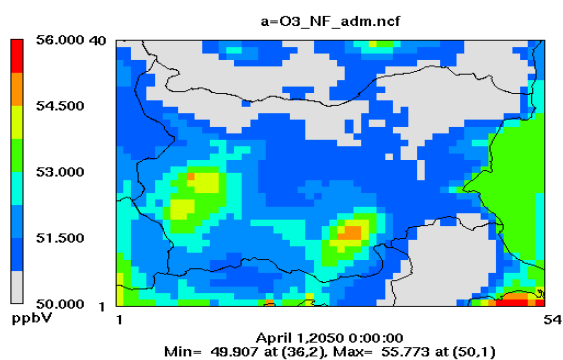 a=O3_NF_adm.ncf
56.000
54.500
53.000
51.500
50.000
ppbV
40
1
1
54
April 1,2050 0:00:00
Min= 49.907 at (36,2), Max= 55.773 at (50,1)